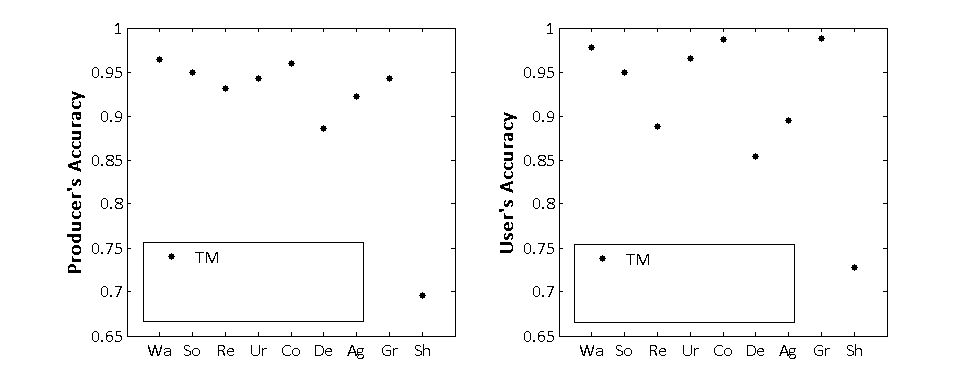 Producer's Accuracy
1
0.95
0.9
0.85
0.8
0.75
0.7
0.65
TM
Wa So Re Ur Co De Ag Gr Sh
User's Accuracy
1
0.95
0.9
0.85
0.8
0.75
0.7
0.65
TM
Wa So Re Ur Co De Ag Gr Sh